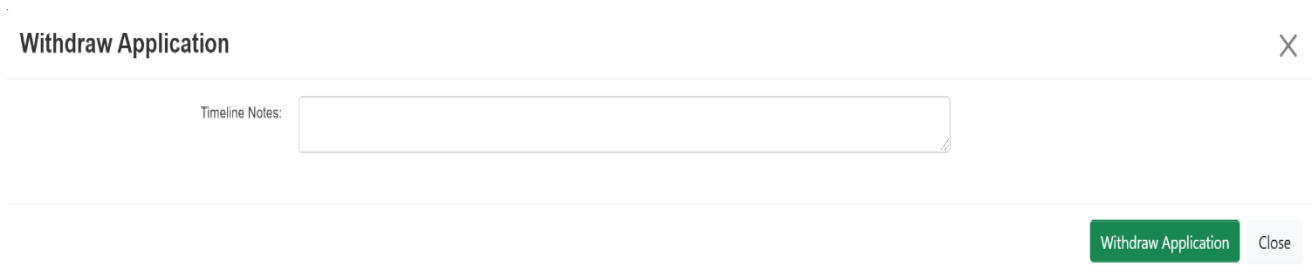 Withdraw Application
X
Timeline Notes:
Withdraw Application Close